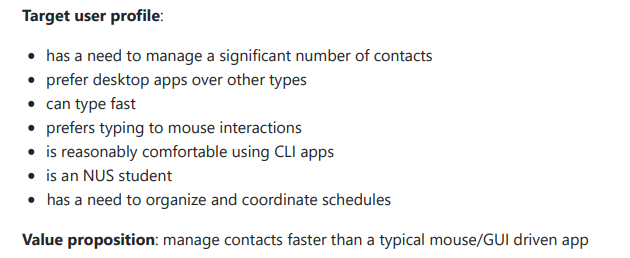 Target user profile:
has a need to manage a significant number of contacts
prefer desktop apps over other types
can type fast
prefers typing to mouse interactions
is reasonably comfortable using CLI apps
is an NUS student
has a need to organize and coordinate schedules
Value proposition: manage contacts faster than a typical mouse/GUI driven app